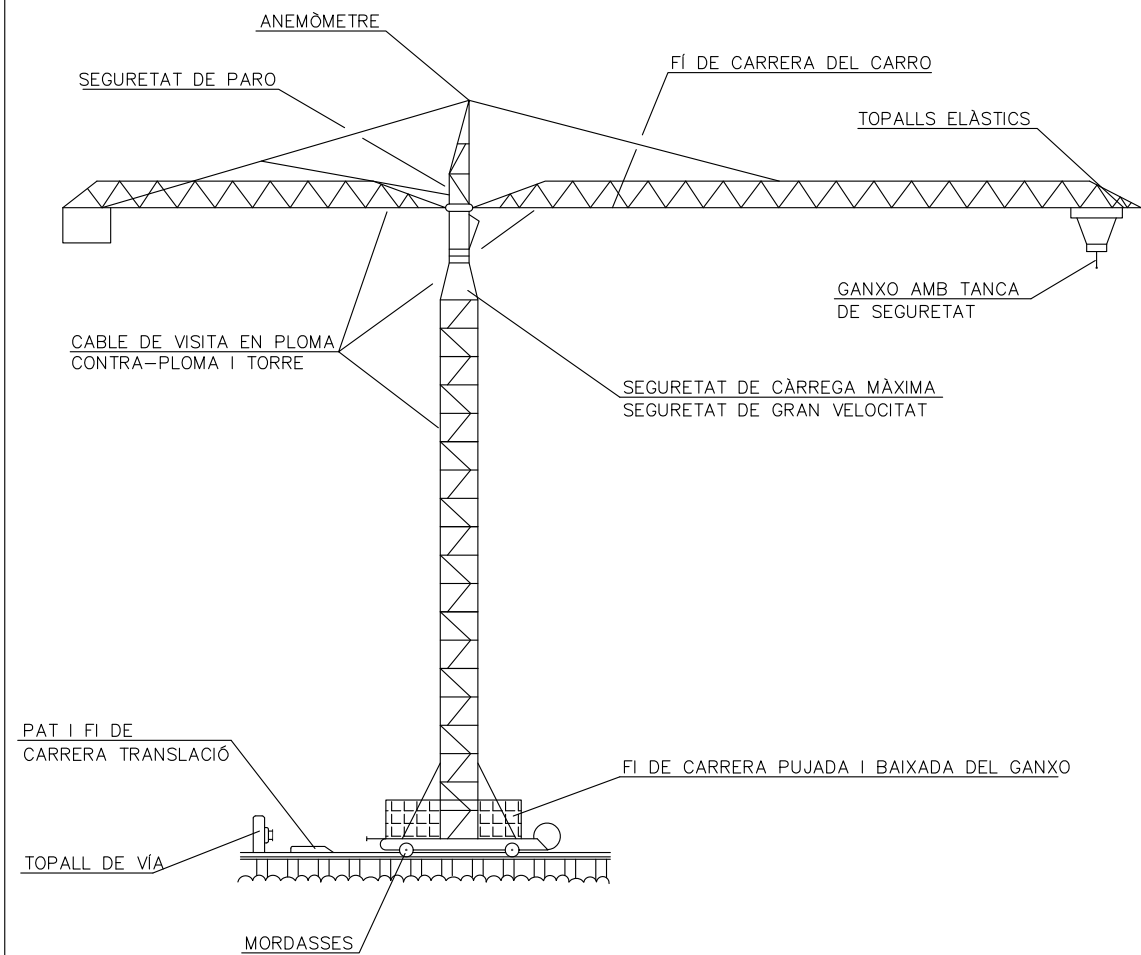 ANEMÒMETRE
SEGURETAT DE PARO
FÍ DE CARRERA DEL CARRO
TOPALLS ELÀSTICS
GANXO AMB TANCA
DE SEGURETAT
CABLE DE VISITA EN PLOMA
CONTRA-PLOMA I TORRE
SEGURETAT DE CÀRREGA MÀXIMA
SEGURETAT DE GRAN VELOCITAT
PAT I FI DE
CARRERA TRANSLACIÓ
FI DE CARRERA PUJADA I BAIXADA DEL GANXO
TOPALL DE VÍA
MORDASSES